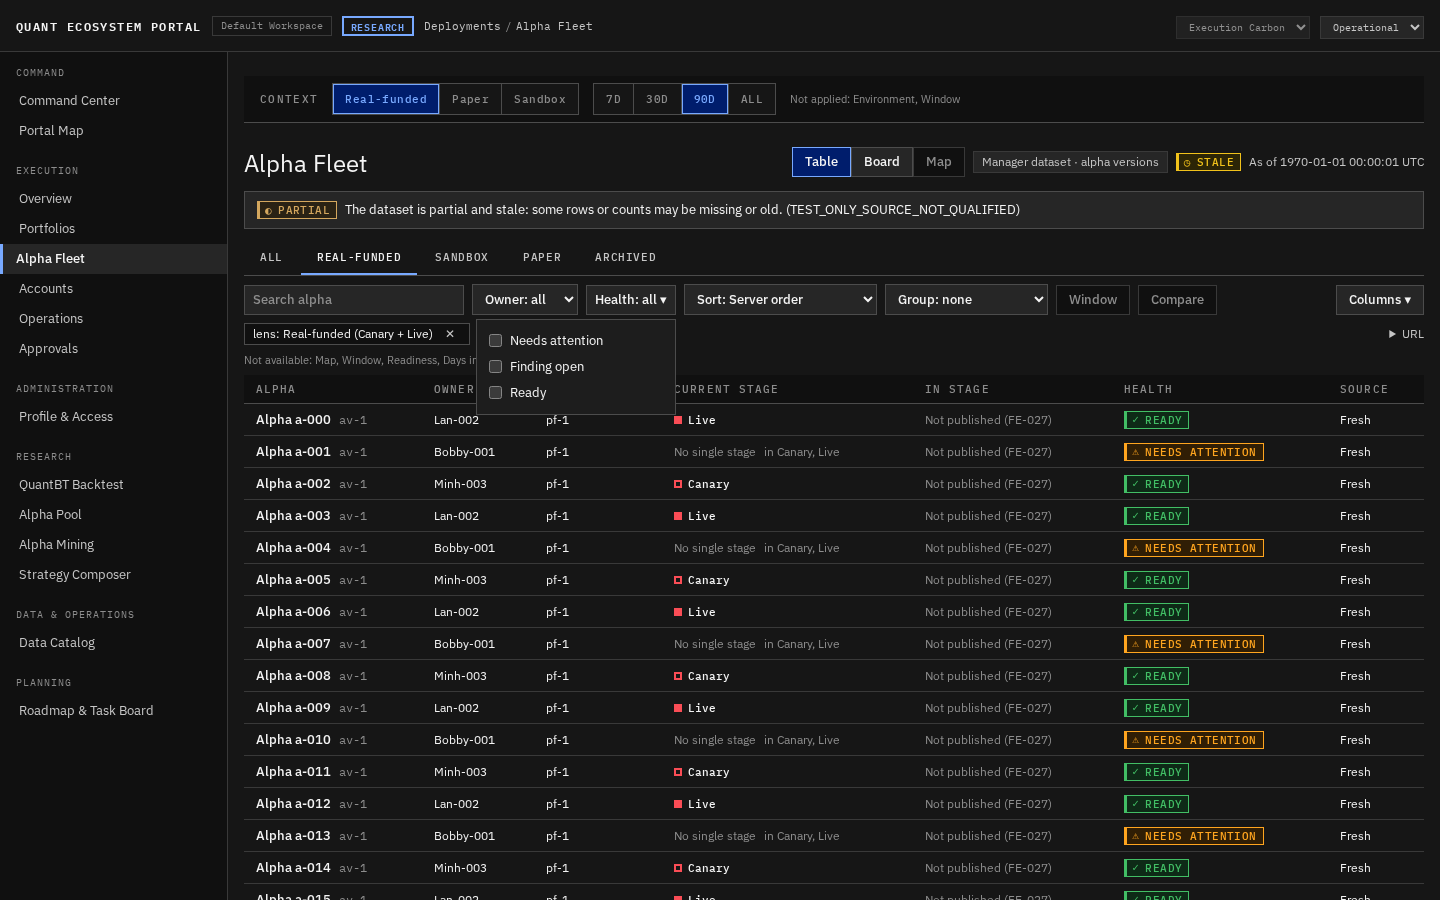 QUANT ECOSYSTEM PORTAL Default Workspace RESEARCH Deployments / Alpha Fleet Execution Carbon Operational
COMMAND
Command Center
Portal Map
EXECUTION
Overview
Portfolios
Alpha Fleet
Accounts
Operations
Approvals
ADMINISTRATION
Profile & Access
RESEARCH
QuantBT Backtest
Alpha Pool
Alpha Mining
Strategy Composer
DATA & OPERATIONS
Data Catalog
PLANNING
Roadmap & Task Board
CONTEXT Real-funded Paper Sandbox 7D 30D 90D ALL Not applied: Environment, Window
Alpha Fleet Table Board Map Manager dataset · alpha versions ◷ STALE As of 1970-01-01 00:00:01 UTC
◐ PARTIAL The dataset is partial and stale: some rows or counts may be missing or old. (TEST_ONLY_SOURCE_NOT_QUALIFIED)
ALL REAL-FUNDED SANDBOX PAPER ARCHIVED
Search alpha Owner: all Health: all ▾ Sort: Server order Group: none Window Compare Columns ▾
lens: Real-funded (Canary + Live) ✕ ▶ URL
Needs attention
Finding open
Ready
Not available: Map, Window, Readiness, Days in
ALPHA OWNER CURRENT STAGE IN STAGE HEALTH SOURCE
Alpha a-000 av-1 Lan-002 pf-1 Live Not published (FE-027) ✓ READY Fresh
Alpha a-001 av-1 Bobby-001 pf-1 No single stage in Canary, Live Not published (FE-027) ⚠ NEEDS ATTENTION Fresh
Alpha a-002 av-1 Minh-003 pf-1 Canary Not published (FE-027) ✓ READY Fresh
Alpha a-003 av-1 Lan-002 pf-1 Live Not published (FE-027) ✓ READY Fresh
Alpha a-004 av-1 Bobby-001 pf-1 No single stage in Canary, Live Not published (FE-027) ⚠ NEEDS ATTENTION Fresh
Alpha a-005 av-1 Minh-003 pf-1 Canary Not published (FE-027) ✓ READY Fresh
Alpha a-006 av-1 Lan-002 pf-1 Live Not published (FE-027) ✓ READY Fresh
Alpha a-007 av-1 Bobby-001 pf-1 No single stage in Canary, Live Not published (FE-027) ⚠ NEEDS ATTENTION Fresh
Alpha a-008 av-1 Minh-003 pf-1 Canary Not published (FE-027) ✓ READY Fresh
Alpha a-009 av-1 Lan-002 pf-1 Live Not published (FE-027) ✓ READY Fresh
Alpha a-010 av-1 Bobby-001 pf-1 No single stage in Canary, Live Not published (FE-027) ⚠ NEEDS ATTENTION Fresh
Alpha a-011 av-1 Minh-003 pf-1 Canary Not published (FE-027) ✓ READY Fresh
Alpha a-012 av-1 Lan-002 pf-1 Live Not published (FE-027) ✓ READY Fresh
Alpha a-013 av-1 Bobby-001 pf-1 No single stage in Canary, Live Not published (FE-027) ⚠ NEEDS ATTENTION Fresh
Alpha a-014 av-1 Minh-003 pf-1 Canary Not published (FE-027) ✓ READY Fresh
Alpha a-015 av-1 Lan-002 pf-1 Live Not published (FE-027) ✓ READY Fresh